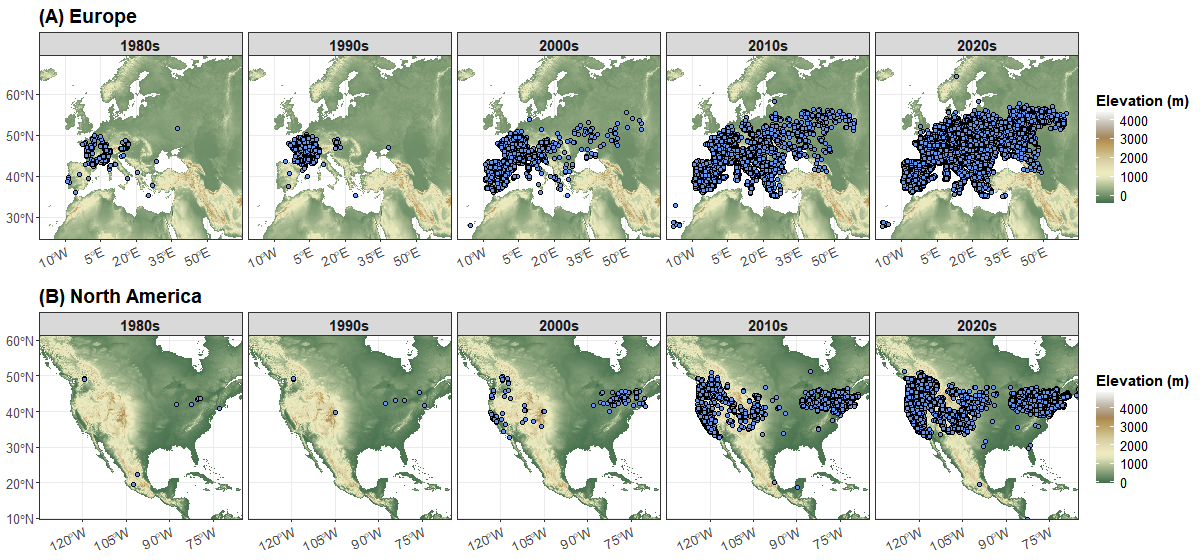 (A) Europe
1980s 1990s 2000s 2010s 2020s
60°N
50°N
40°N
30°N
10°W 5°E 20°E 35°E 50°E 10°W 5°E 20°E 35°E 50°E 10°W 5°E 20°E 35°E 50°E 10°W 5°E 20°E 35°E 50°E 10°W 5°E 20°E 35°E 50°E
Elevation (m)
4000
3000
2000
1000
0
(B) North America
1980s 1990s 2000s 2010s 2020s
60°N
50°N
40°N
30°N
20°N
10°N
120°W 105°W 90°W 75°W 120°W 105°W 90°W 75°W 120°W 105°W 90°W 75°W 120°W 105°W 90°W 75°W 120°W 105°W 90°W 75°W
Elevation (m)
4000
3000
2000
1000
0